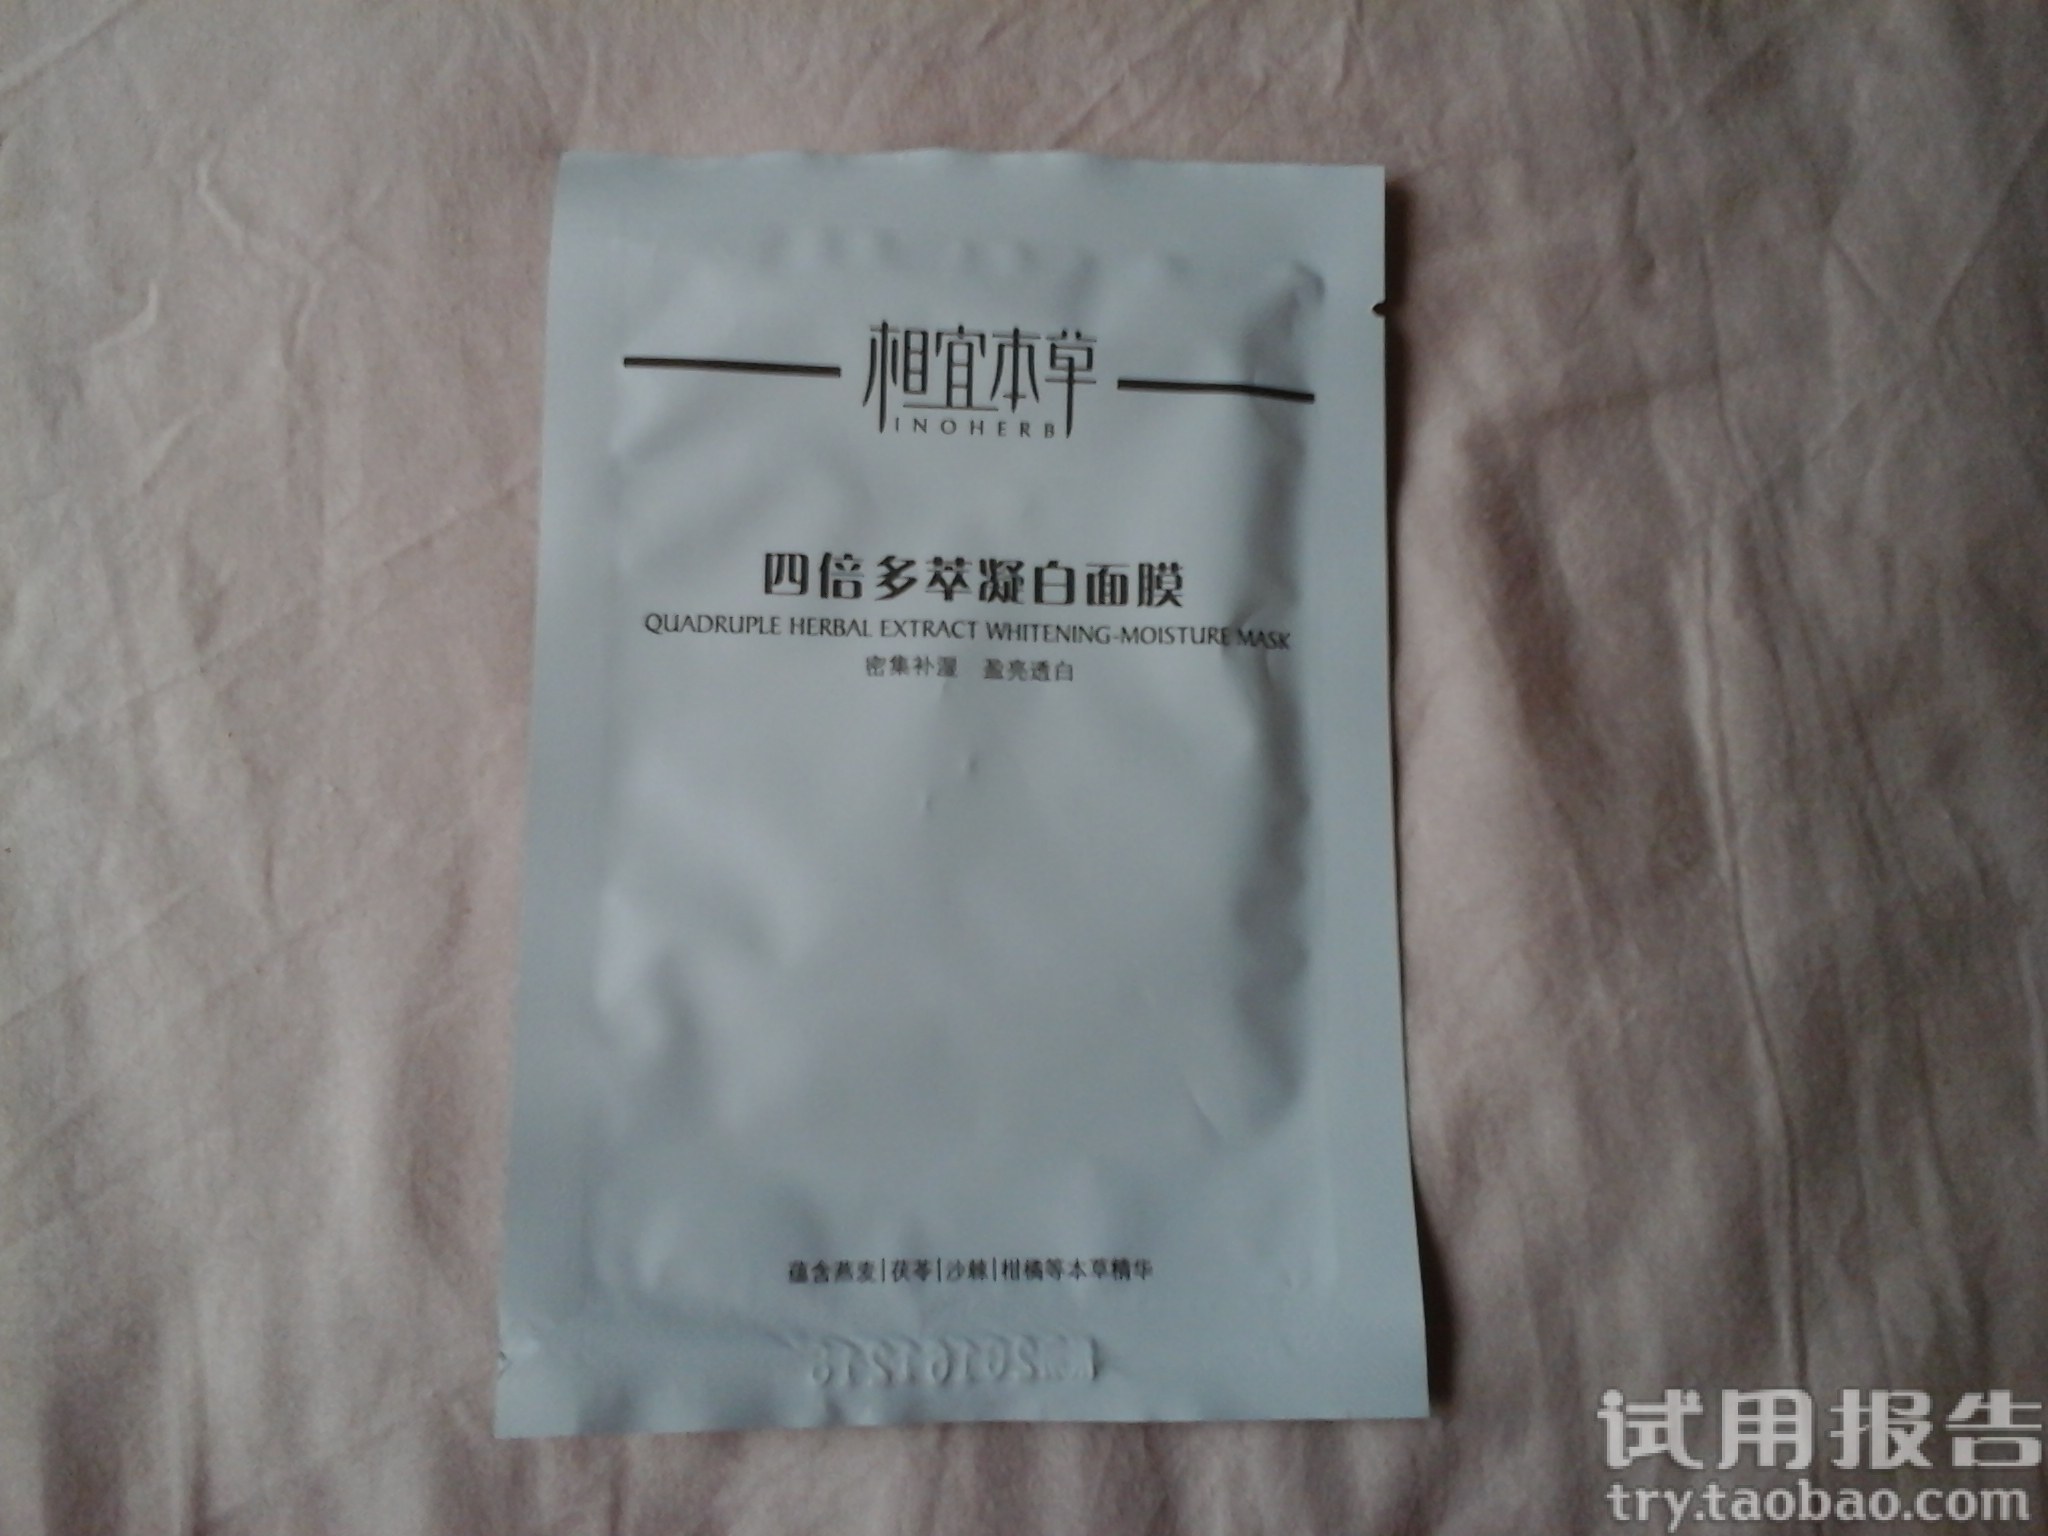 相宜本草
INOHERB
四倍多萃凝白面膜
QUADRUPLE HERBAL EXTRACT WHITENING-MOISTURE MASK
密集补湿 盈亮透白
蕴含燕麦|茯苓|沙棘|柑橘等本草精华
试用报告
try.taobao.com